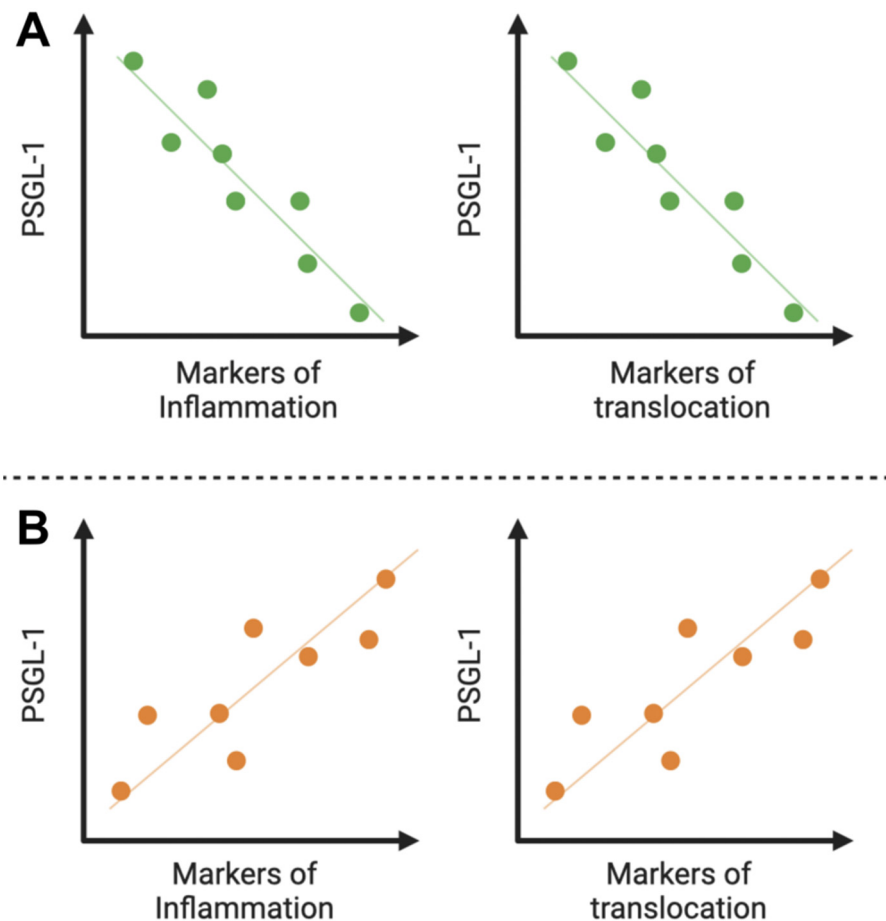 A
PSGL-1
Markers of
Inflammation
PSGL-1
Markers of
translocation
B
PSGL-1
Markers of
Inflammation
PSGL-1
Markers of
translocation